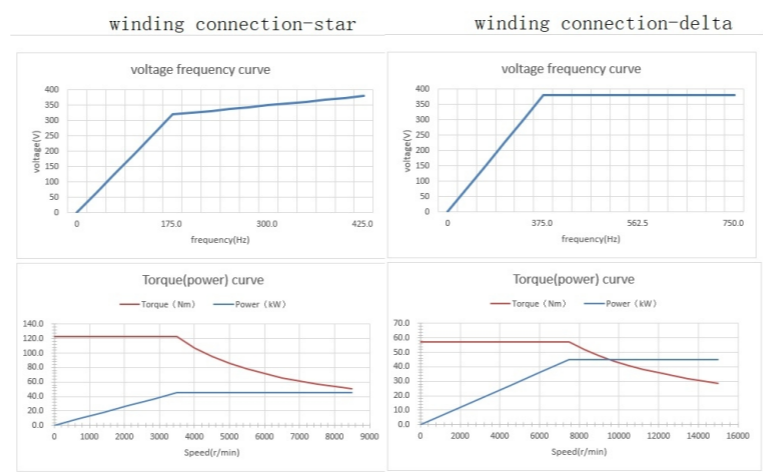 winding connection-star
winding connection-delta
voltage frequency curve
400
350
300
250
200
150
100
50
0
voltage(V)
0 175.0 300.0 425.0
frequency(Hz)
voltage frequency curve
400
350
300
250
200
150
100
50
0
voltage(V)
0 375.0 562.5 750.0
frequency(Hz)
Torque(power) curve
Torque（Nm） Power（kW）
140.0
120.0
100.0
80.0
60.0
40.0
20.0
0.0
0 1000 2000 3000 4000 5000 6000 7000 8000 9000
Speed(r/min)
Torque(power) curve
Torque（Nm） Power（kW）
70.0
60.0
50.0
40.0
30.0
20.0
10.0
0.0
0 2000 4000 6000 8000 10000 12000 14000 16000
Speed(r/min)